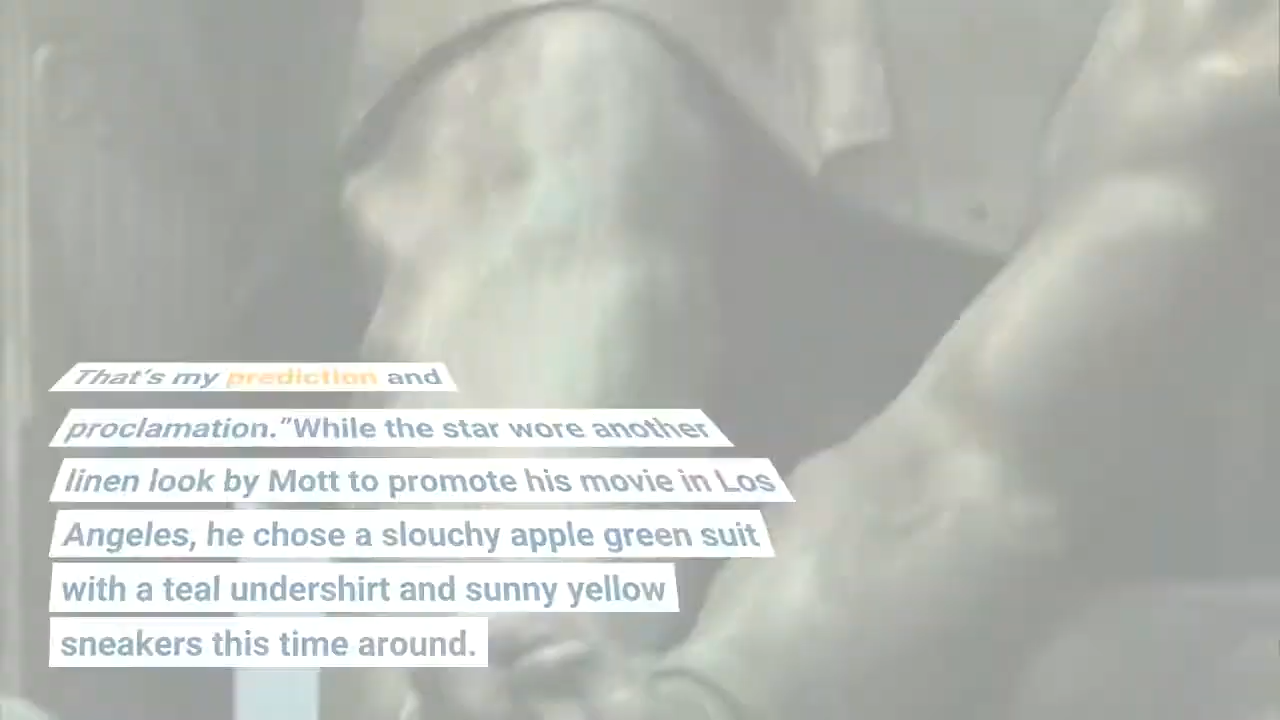 That's my prediction and
proclamation."While the star wore another
linen look by Mott to promote his movie in Los
Angeles, he chose a slouchy apple green suit
with a teal undershirt and sunny yellow
sneakers this time around.